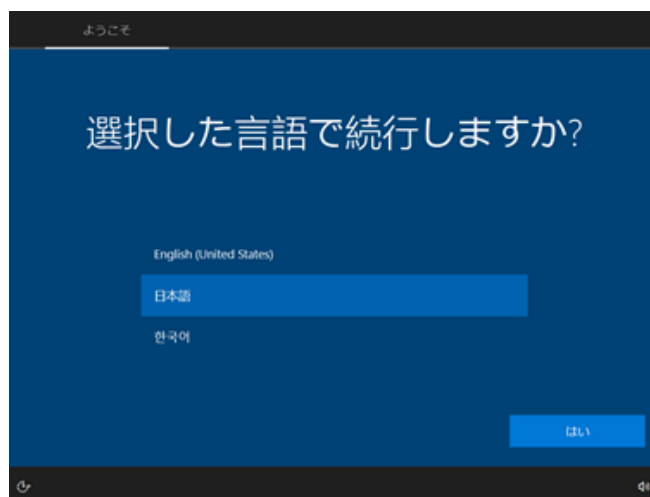 ようこそ
選択した言語で続行しますか?
English (United States)
日本語
한국어
はい